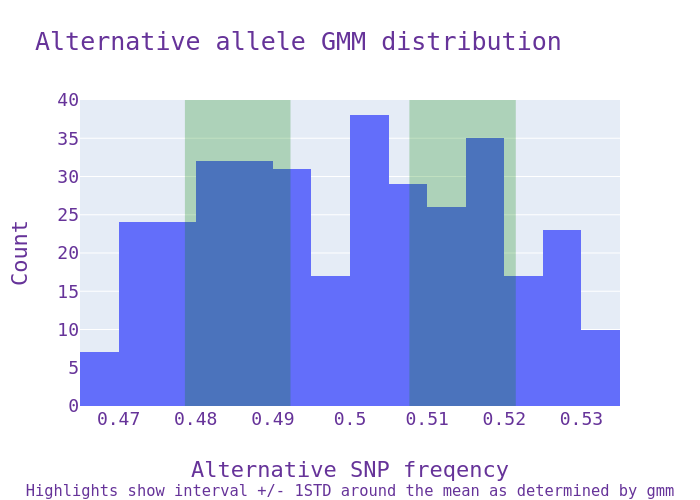 Alternative allele GMM distribution
40
35
30
25
20
15
10
5
0
Count
0.47 0.48 0.49 0.5 0.51 0.52 0.53
Alternative SNP freqency
Highlights show interval +/- 1STD around the mean as determined by gmm